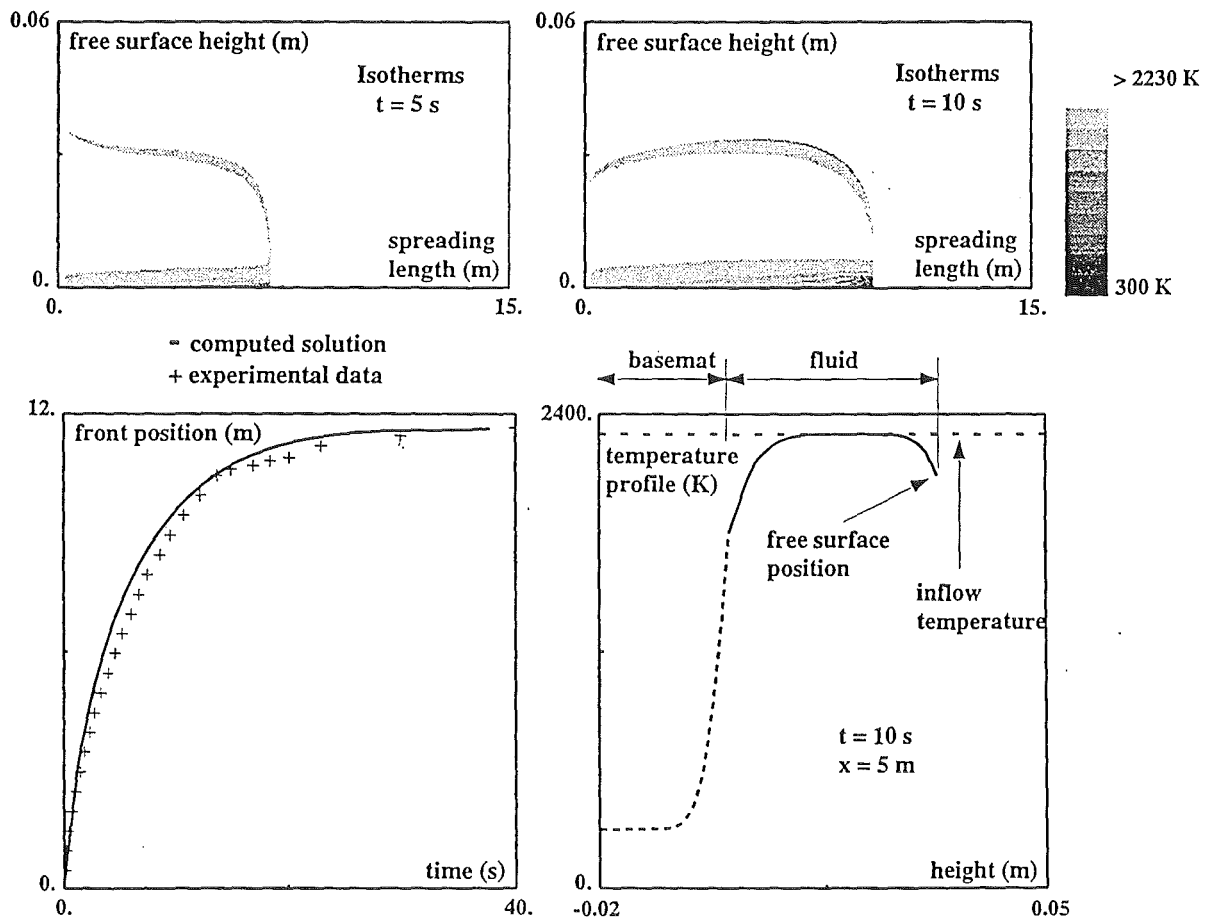 0.06
free surface height (m)
Isotherms
t = 5 s
spreading
length (m)
0.
0.
15.
0.06
free surface height (m)
Isotherms
t = 10 s
spreading
length (m)
0.
0.
15.
> 2230 K
300 K
- computed solution
+ experimental data
12.
front position (m)
time (s)
0.
0.
40.
basemat
fluid
2400.
temperature
profile (K)
free surface
position
inflow
temperature
t = 10 s
x = 5 m
height (m)
0.
-0.02
0.05